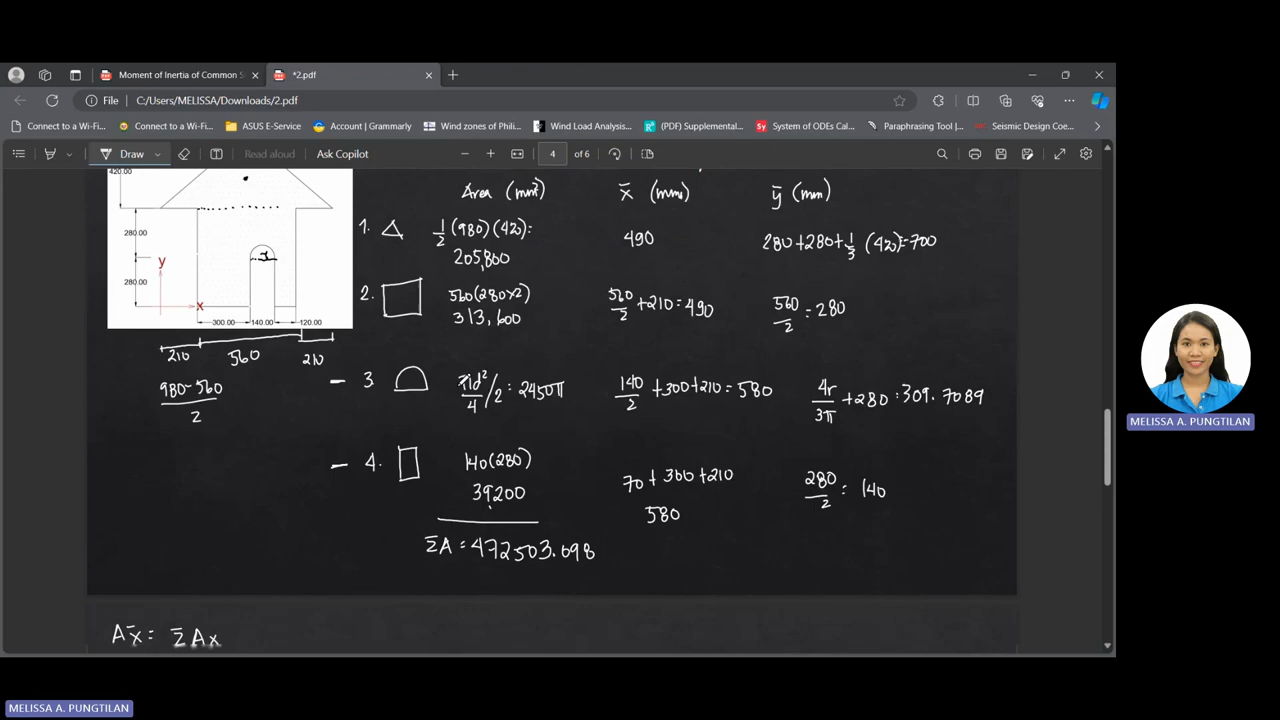 Moment of Inertia of Common S
*2.pdf
File
C:/Users/MELISSA/Downloads/2.pdf
Connect to a Wi-Fi...
Connect to a Wi-Fi...
ASUS E-Service
Account | Grammarly
Wind zones of Phili...
Wind Load Analysis...
(PDF) Supplemental...
System of ODEs Cal...
Paraphrasing Tool |...
Seismic Design Coe...
Draw
Read aloud
Ask Copilot
4
of 6
420.00
280.00
280.00
y
x
300.00
140.00
120.00
210
560
210
980-560
2
Area (mm²)
x̄ (mm)
ȳ (mm)
1.
1/2 (980)(420)=
205,800
490
280+280+1/3 (420)=700
2.
560(280x2)
313,600
560/2 +210=490
560/2 = 280
- 3
πd²/4 /2 = 2450π
140/2 +300+210=580
4r/3π +280=309.7089
- 4.
140(280)
39,200
70+300+210
580
280/2 = 140
ΣA = 472503.098
Ax̄ = ΣAx
MELISSA A. PUNGTILAN
MELISSA A. PUNGTILAN